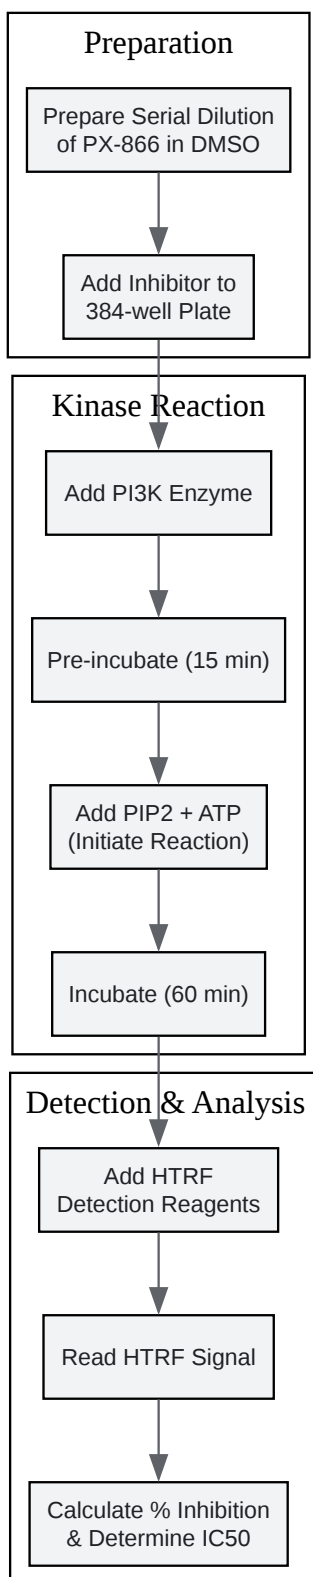 Preparation
Prepare Serial Dilution
of PX-866 in DMSO
Add Inhibitor to
384-well Plate
Kinase Reaction
Add PI3K Enzyme
Pre-incubate (15 min)
Add PIP2 + ATP
(Initiate Reaction)
Incubate (60 min)
Detection & Analysis
Add HTRF
Detection Reagents
Read HTRF Signal
Calculate % Inhibition
& Determine IC50